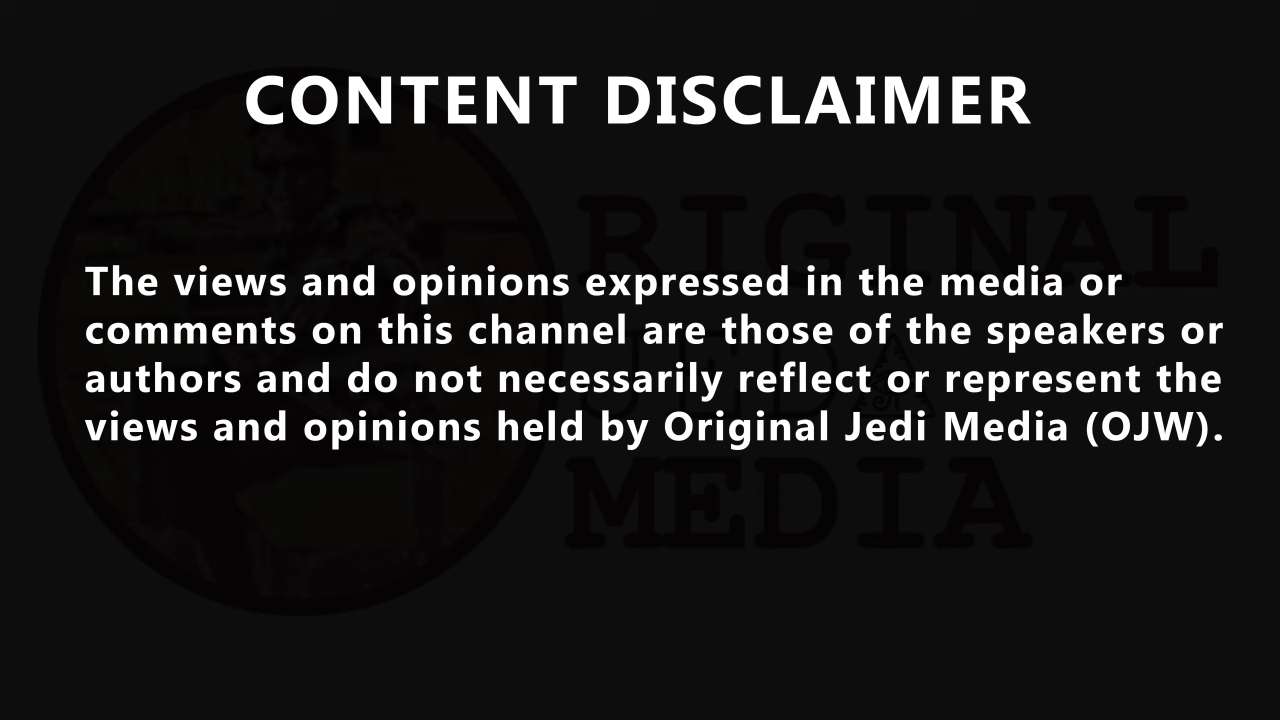 CONTENT DISCLAIMER
RIGINAL
The views and opinions expressed in the media or
comments on this channel are those of the speakers or
authors and do not necessarily reflect or represent the
views and opinions held by Original Jedi Media (OJW).
MEDIA